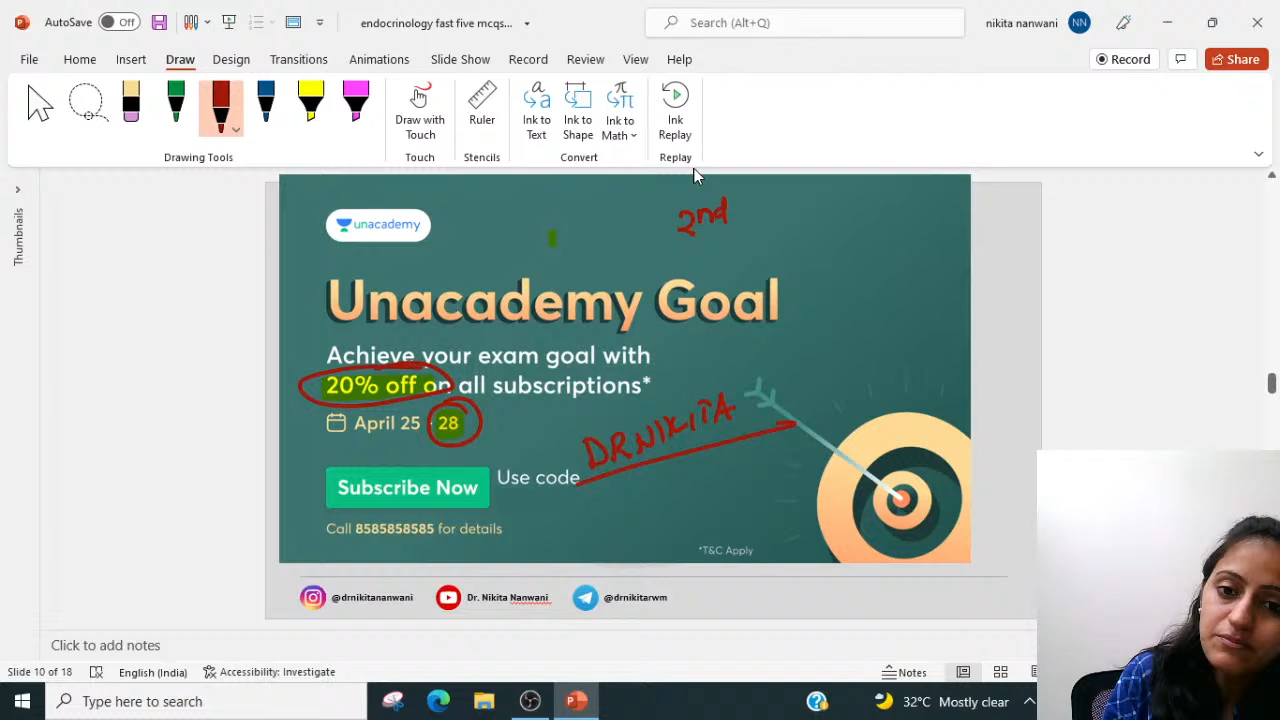 AutoSave Off
endocrinology fast five mcqs...
Search (Alt+Q)
nikita nanwani NN
File Home Insert Draw Design Transitions Animations Slide Show Record Review View Help
Record Share
Draw with Touch
Ruler
Ink to Text
Ink to Shape
Ink to Math
Ink Replay
Drawing Tools Touch Stencils Convert Replay
Thumbnails
unacademy
2nd
Unacademy Goal
Achieve your exam goal with
20% off on all subscriptions*
April 25 - 28
DRNIKITA
Subscribe Now Use code
Call 8585858585 for details
*T&C Apply
@drnikitananwani Dr. Nikita Nanwani @drnikitarwm
Click to add notes
Slide 10 of 18 English (India) Accessibility: Investigate Notes
Type here to search 32°C Mostly clear